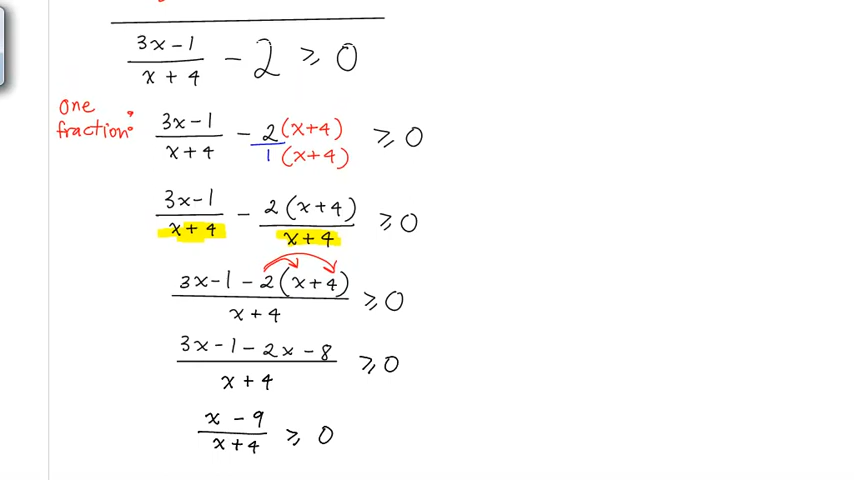 (3x-1)/(x+4) - 2 ≥ 0
One fraction: (3x-1)/(x+4) - 2(x+4)/1(x+4) ≥ 0
(3x-1)/(x+4) - 2(x+4)/(x+4) ≥ 0
(3x-1-2(x+4))/(x+4) ≥ 0
(3x-1-2x-8)/(x+4) ≥ 0
(x-9)/(x+4) ≥ 0